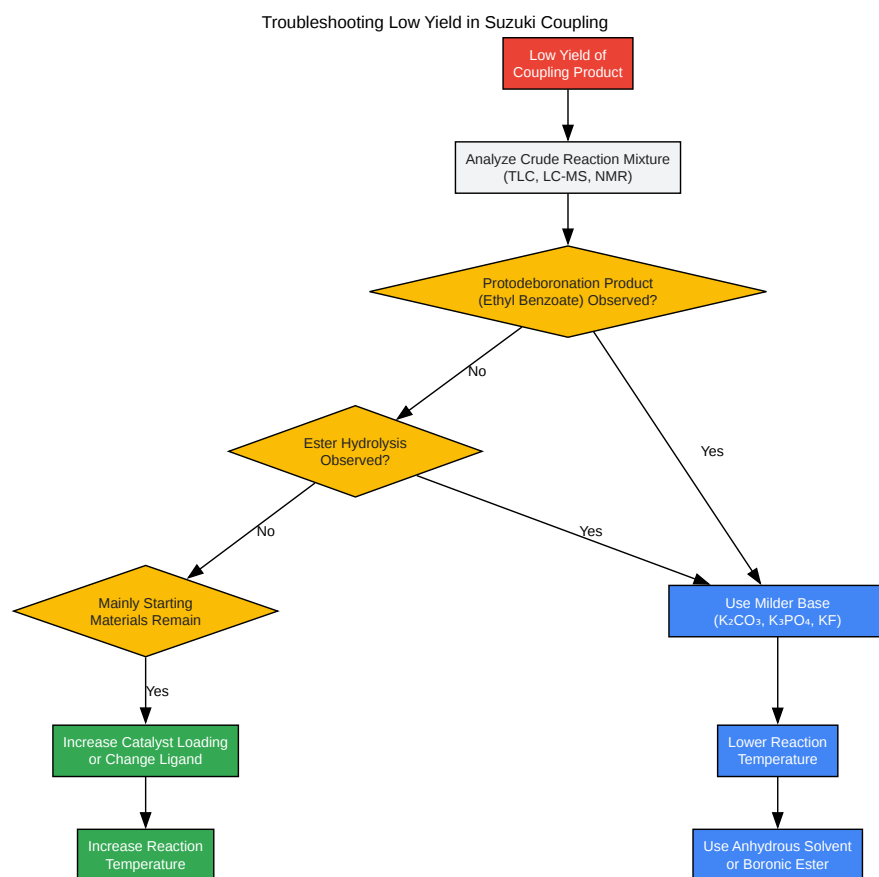 Troubleshooting Low Yield in Suzuki Coupling
Low Yield of
Coupling Product
Analyze Crude Reaction Mixture
(TLC, LC-MS, NMR)
Protodeboronation Product
(Ethyl Benzoate) Observed?
No
Yes
Ester Hydrolysis
Observed?
No
Yes
Mainly Starting
Materials Remain
Use Milder Base
(K₂CO₃, K₃PO₄, KF)
Yes
Increase Catalyst Loading
or Change Ligand
Lower Reaction
Temperature
Increase Reaction
Temperature
Use Anhydrous Solvent
or Boronic Ester